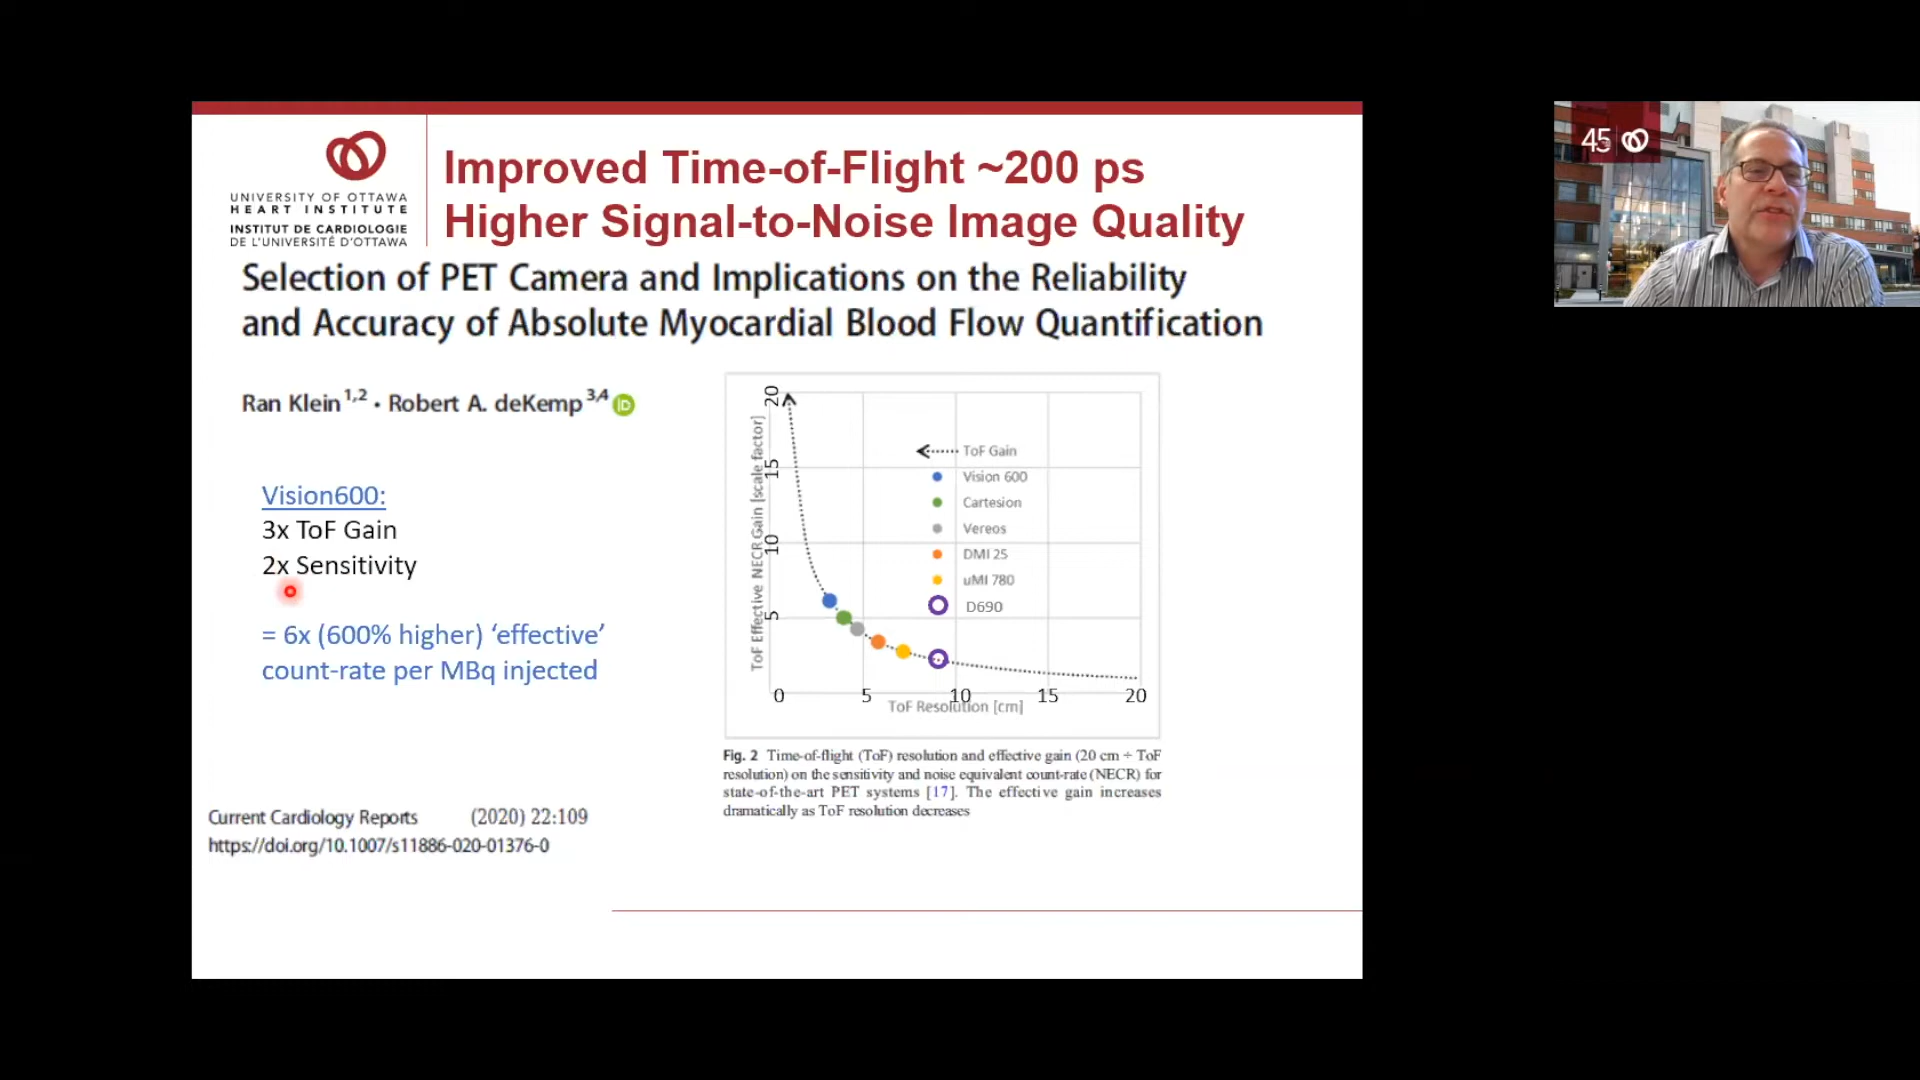 UNIVERSITY OF OTTAWA
HEART INSTITUTE
INSTITUT DE CARDIOLOGIE
DE L'UNIVERSITÉ D'OTTAWA
Improved Time-of-Flight ~200 ps
Higher Signal-to-Noise Image Quality
Selection of PET Camera and Implications on the Reliability
and Accuracy of Absolute Myocardial Blood Flow Quantification
Ran Klein 1,2 · Robert A. deKemp 3,4 iD
Vision600:
3x ToF Gain
2x Sensitivity
= 6x (600% higher) ‘effective’
count-rate per MBq injected
Current Cardiology Reports (2020) 22:109
https://doi.org/10.1007/s11886-020-01376-0
ToF Effective NECR Gain [scale factor]
20
15
10
5
ToF Gain
Vision 600
Cartesion
Vereos
DMI 25
uMI 780
D690
0 5 10 15 20
ToF Resolution [cm]
Fig. 2 Time-of-flight (ToF) resolution and effective gain (20 cm ÷ ToF
resolution) on the sensitivity and noise equivalent count-rate (NECR) for
state-of-the-art PET systems [17]. The effective gain increases
dramatically as ToF resolution decreases
45